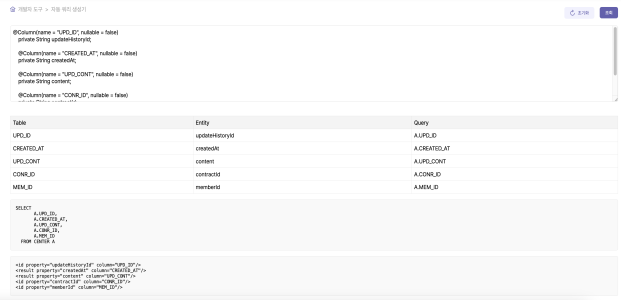 개발자 도구 > 자동 쿼리 생성기
초기화
조회
@Column(name = "UPD_ID", nullable = false)
private String updateHistoryId;
@Column(name = "CREATED_AT", nullable = false)
private String createdAt;
@Column(name = "UPD_CONT", nullable = false)
private String content;
@Column(name = "CONR_ID", nullable = false)
Table Entity Query
UPD_ID updateHistoryId A.UPD_ID
CREATED_AT createdAt A.CREATED_AT
UPD_CONT content A.UPD_CONT
CONR_ID contractId A.CONR_ID
MEM_ID memberId A.MEM_ID
SELECT
A.UPD_ID,
A.CREATED_AT,
A.UPD_CONT,
A.CONR_ID,
A.MEM_ID
FROM CENTER A
<id property="updateHistoryId" column="UPD_ID"/>
<result property="createdAt" column="CREATED_AT"/>
<result property="content" column="UPD_CONT"/>
<id property="contractId" column="CONR_ID"/>
<id property="memberId" column="MEM_ID"/>